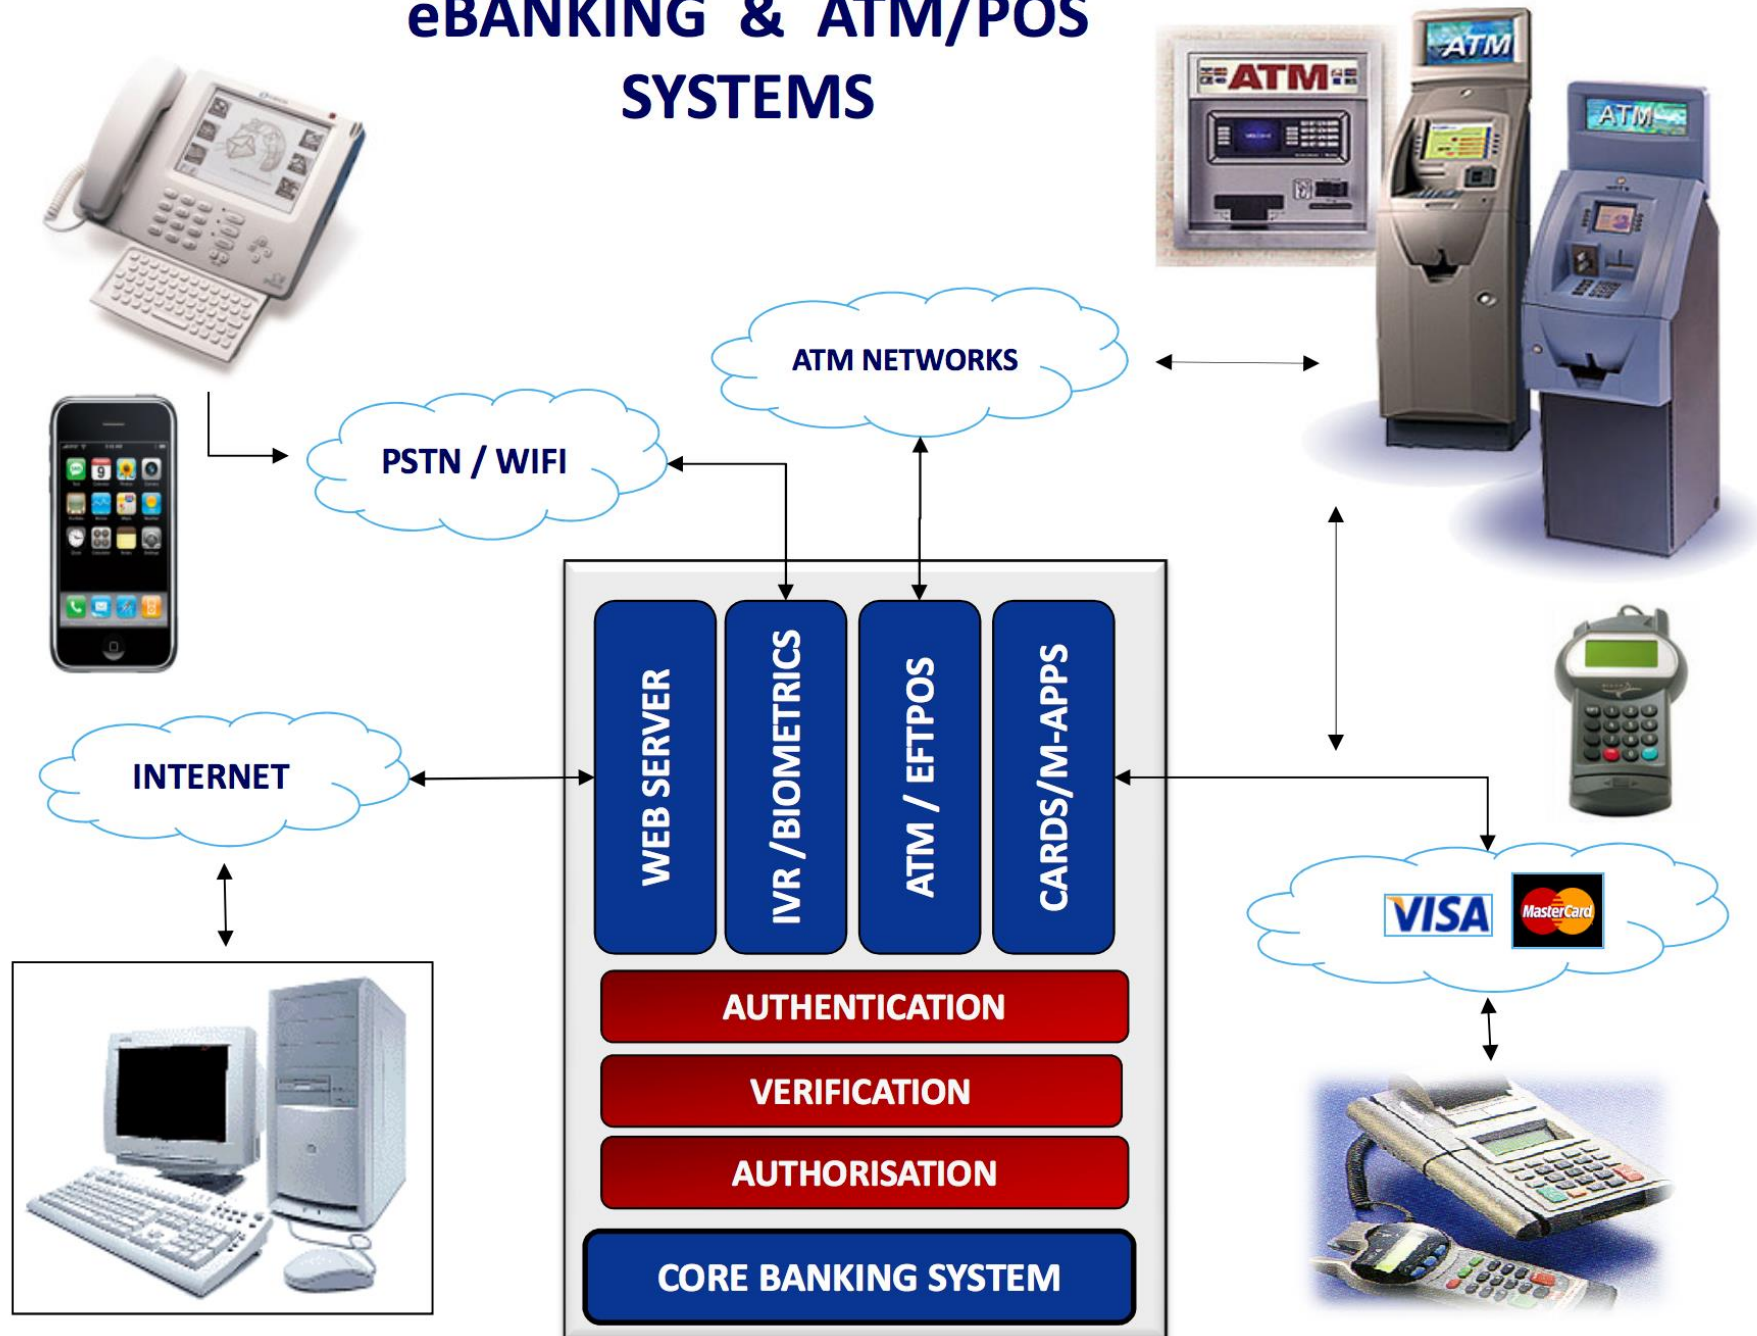 eBANKING & ATM/POS
SYSTEMS
ATM
ATM
ATM
ATM NETWORKS
PSTN / WIFI
INTERNET
WEB SERVER
IVR /BIOMETRICS
ATM / EFTPOS
CARDS/M-APPS
VISA
MasterCard
AUTHENTICATION
VERIFICATION
AUTHORISATION
CORE BANKING SYSTEM